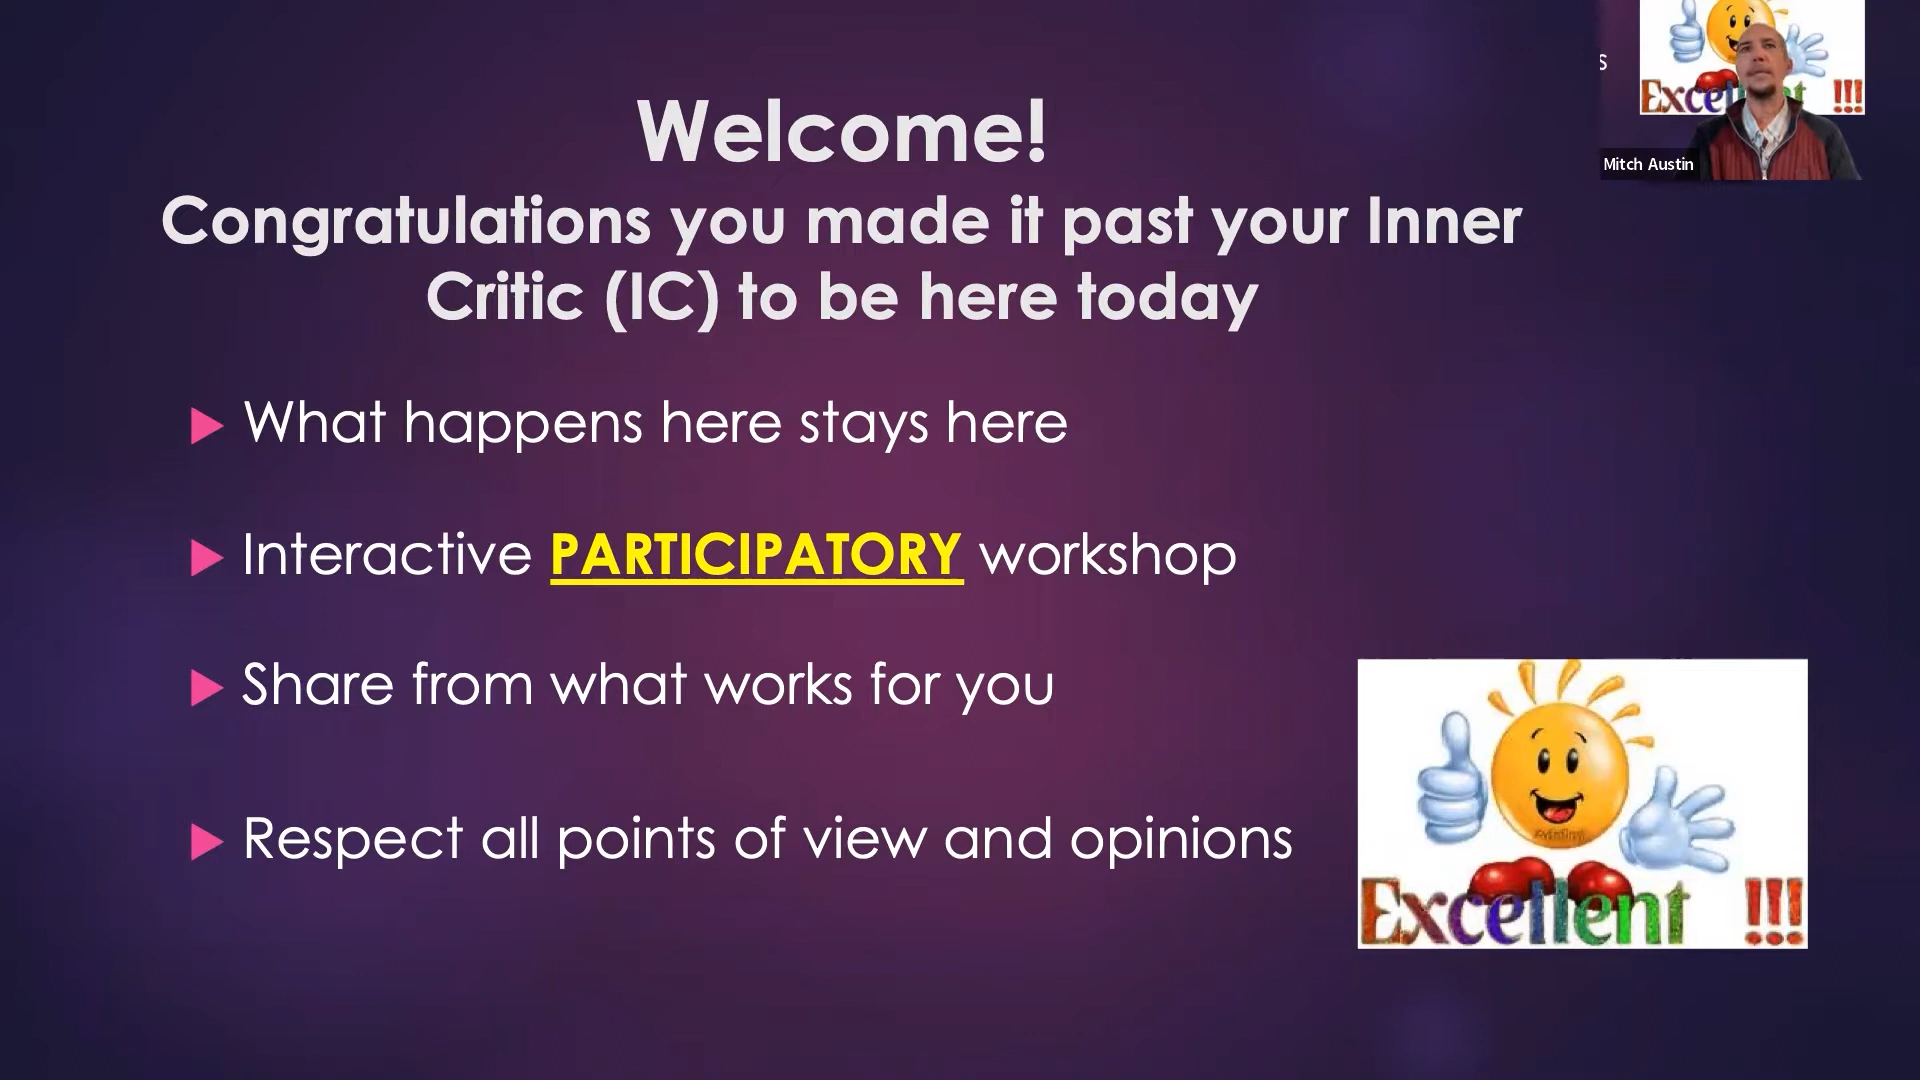 Welcome!
Congratulations you made it past your Inner
Critic (IC) to be here today
What happens here stays here
Interactive PARTICIPATORY workshop
Share from what works for you
Respect all points of view and opinions
Excellent !!!
s
Excel t !!!
Mitch Austin